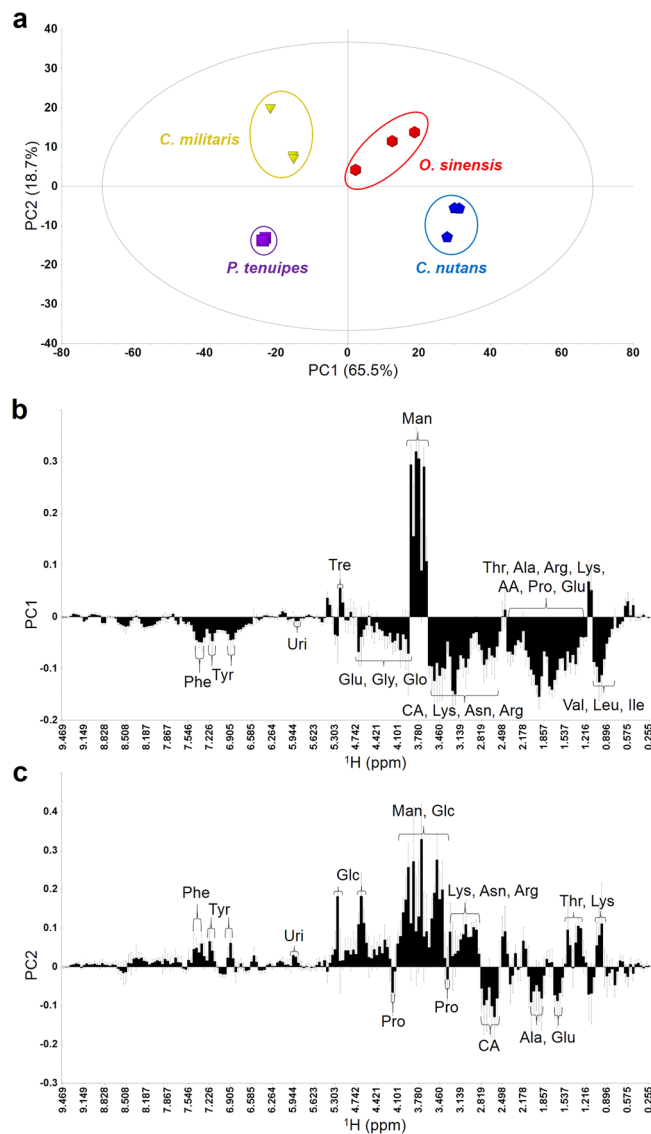 a
40
30
20
10
0
-10
-20
-30
-40
PC2 (18.7%)
C. militaris
O. sinensis
P. tenuipes
C. nutans
-80 -60 -40 -20 0 20 40 60 80
PC1 (65.5%)
b
Man
0.3
0.2
0.1
0
-0.1
-0.2
PC1
Tre
Thr, Ala, Arg, Lys,
AA, Pro, Glu
Uri
Phe
Tyr
Glu, Gly, Glo
CA, Lys, Asn, Arg
Val, Leu, Ile
9.469 9.149 8.828 8.508 8.187 7.867 7.546 7.226 6.905 6.585 6.264 5.944 5.623 5.303 4.742 4.421 4.101 3.780 3.460 3.139 2.819 2.498 2.178 1.857 1.537 1.216 0.896 0.575 0.255
1H (ppm)
c
0.5
0.4
0.3
0.2
0.1
0
-0.1
-0.2
-0.3
PC2
Man, Glc
Glc
Phe
Tyr
Uri
Lys, Asn, Arg
Thr, Lys
Pro
Pro
CA
Ala, Glu
9.469 9.149 8.828 8.508 8.187 7.867 7.546 7.226 6.905 6.585 6.264 5.944 5.623 5.303 4.742 4.421 4.101 3.780 3.460 3.139 2.819 2.498 2.178 1.857 1.537 1.216 0.896 0.575 0.255
1H (ppm)